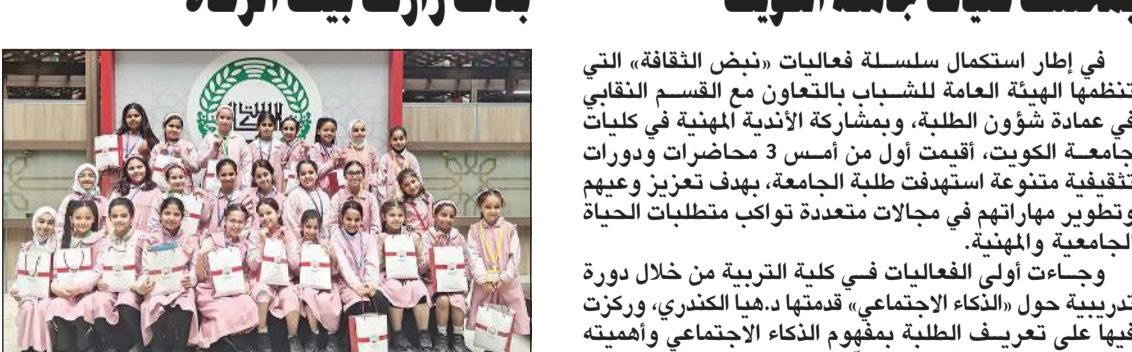 في إطار استكمال سلسلة فعاليات «نبض الثقافة» التي
تنظمها الهيئة العامة للشباب بالتعاون مع القسم النقابي
في عمادة شؤون الطلبة، وبمشاركة الأندية المهنية في كليات
جامعة الكويت، أقيمت أول من أمس 3 محاضرات ودورات
تثقيفية متنوعة استهدفت طلبة الجامعة، بهدف تعزيز وعيهم
وتطوير مهاراتهم في مجالات متعددة تواكب متطلبات الحياة
الجامعية والمهنية.
وجاءت أولى الفعاليات في كلية التربية من خلال دورة
تدريبية حول «الذكاء الاجتماعي» قدمتها د.هيا الكندري، وركزت
فيها على تعريف الطلبة بمفهوم الذكاء الاجتماعي وأهميته